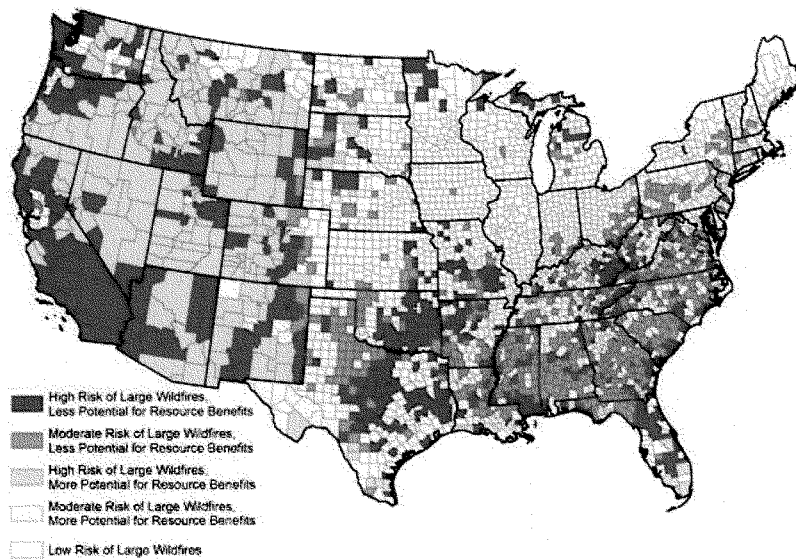 High Risk of Large Wildfires,
Less Potential for Resource Benefits
Moderate Risk of Large Wildfires,
Less Potential for Resource Benefits
High Risk of Large Wildfires,
More Potential for Resource Benefits
Moderate Risk of Large Wildfires,
More Potential for Resource Benefits
Low Risk of Large Wildfires